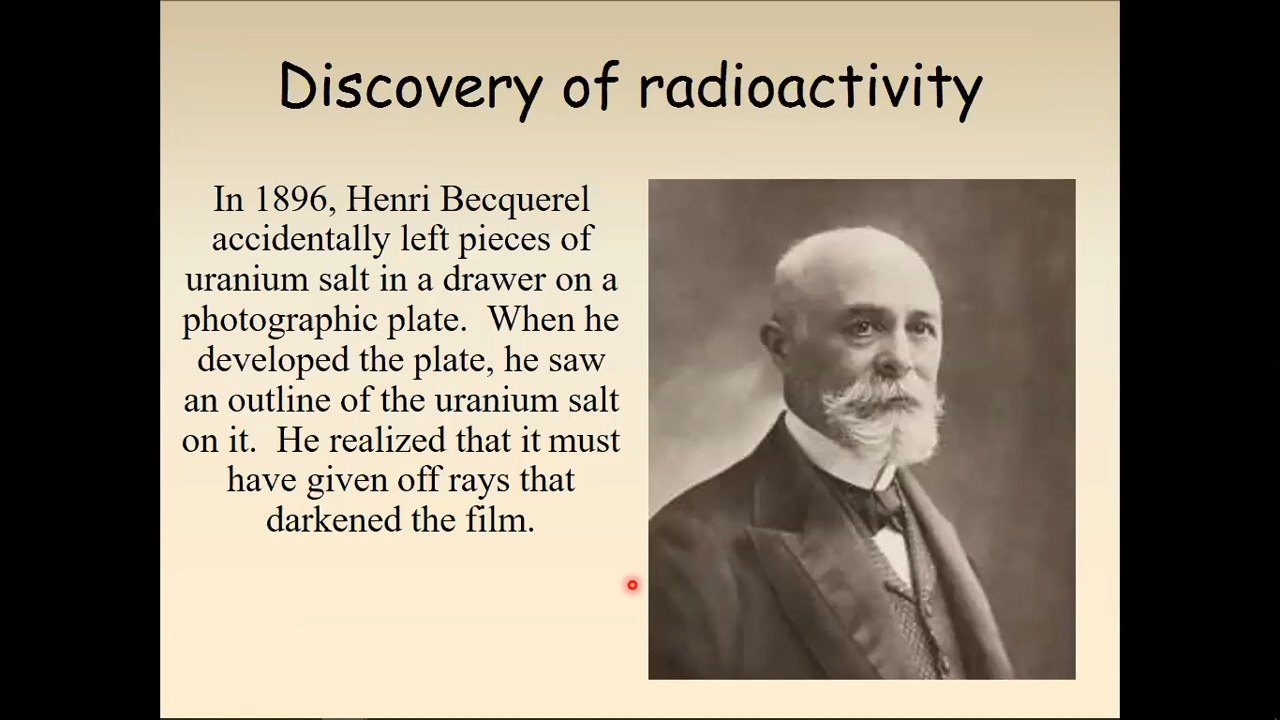 Discovery of radioactivity
In 1896, Henri Becquerel
accidentally left pieces of
uranium salt in a drawer on a
photographic plate.  When he
developed the plate, he saw
an outline of the uranium salt
on it.  He realized that it must
have given off rays that
darkened the film.